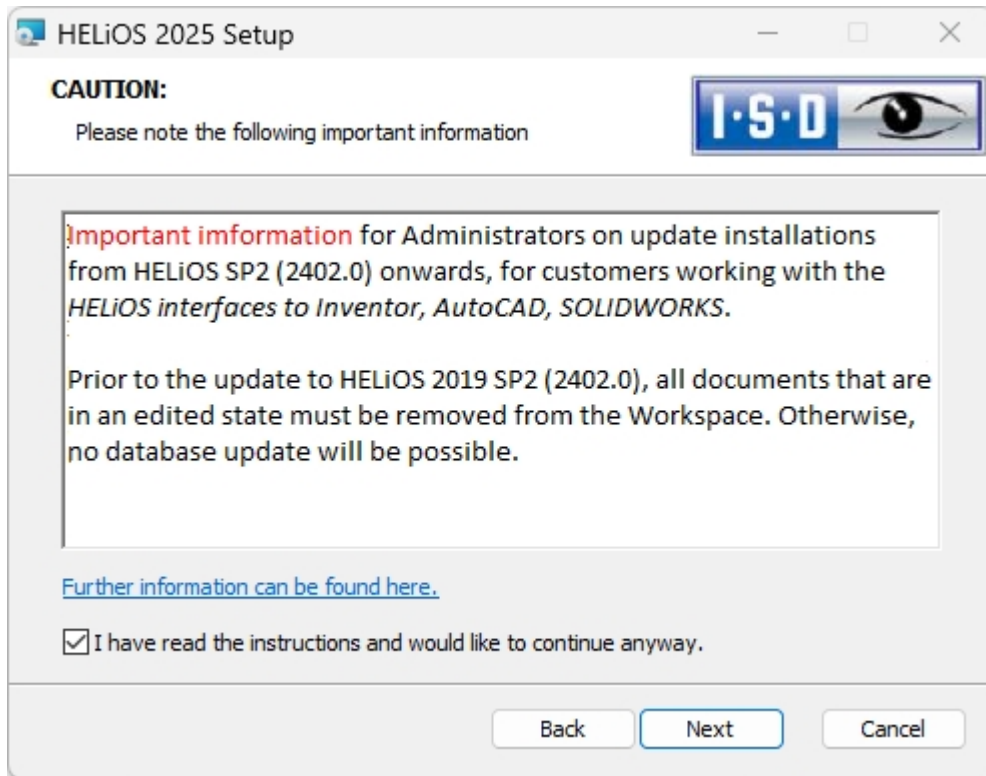 HELiOS 2025 Setup
CAUTION:
Please note the following important information
I·S·D
Important imformation for Administrators on update installations
from HELiOS SP2 (2402.0) onwards, for customers working with the
HELiOS interfaces to Inventor, AutoCAD, SOLIDWORKS.
Prior to the update to HELiOS 2019 SP2 (2402.0), all documents that are
in an edited state must be removed from the Workspace. Otherwise,
no database update will be possible.
Further information can be found here.
I have read the instructions and would like to continue anyway.
Back Next Cancel